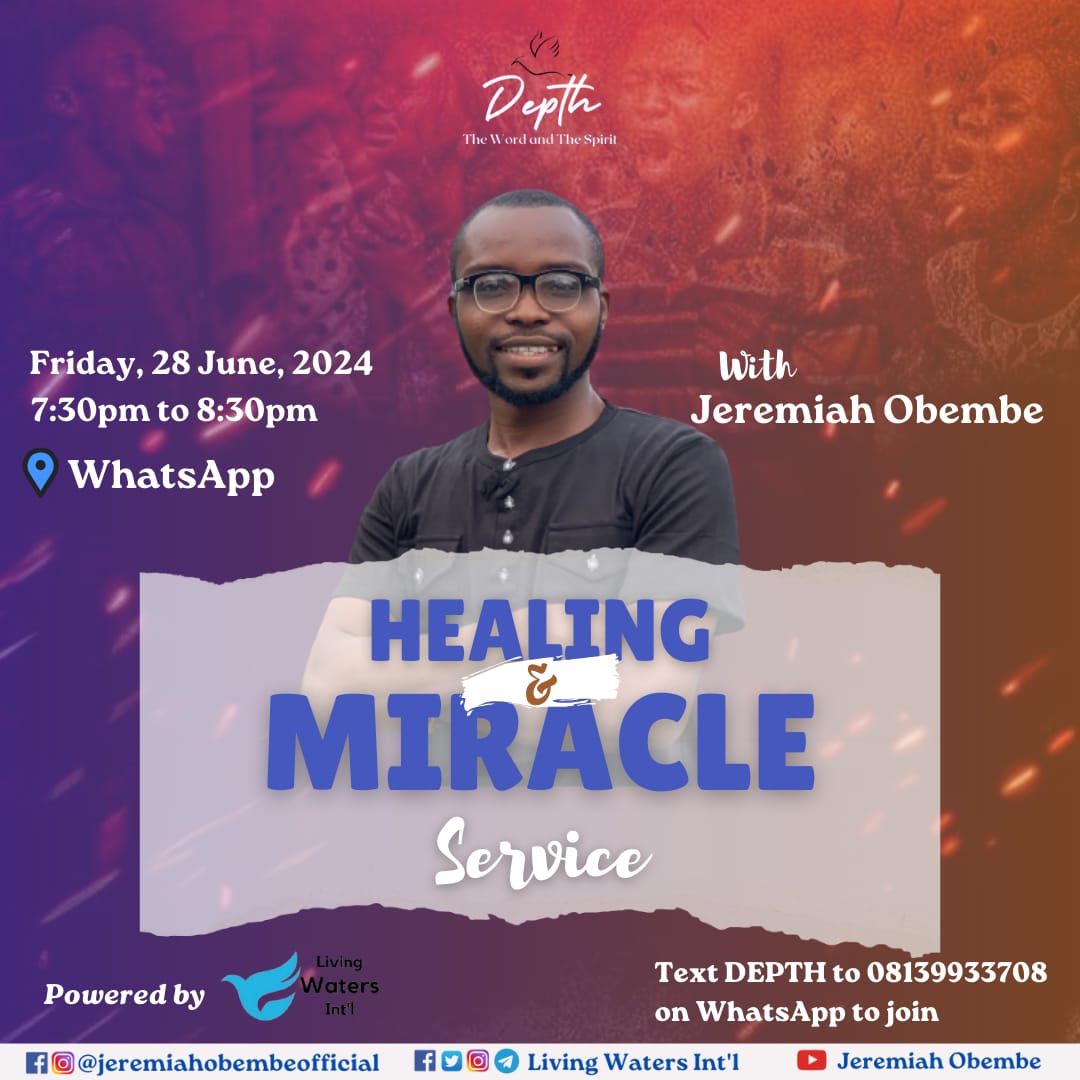 Depth
The Word and The Spirit
Friday, 28 June, 2024
7:30pm to 8:30pm
WhatsApp
With
Jeremiah Obembe
HEALING
&
MIRACLE
Service
Powered by
Living
Waters
Int'l
Text DEPTH to 08139933708
on WhatsApp to join
@jeremiahobembeofficial
Living Waters Int'l
Jeremiah Obembe